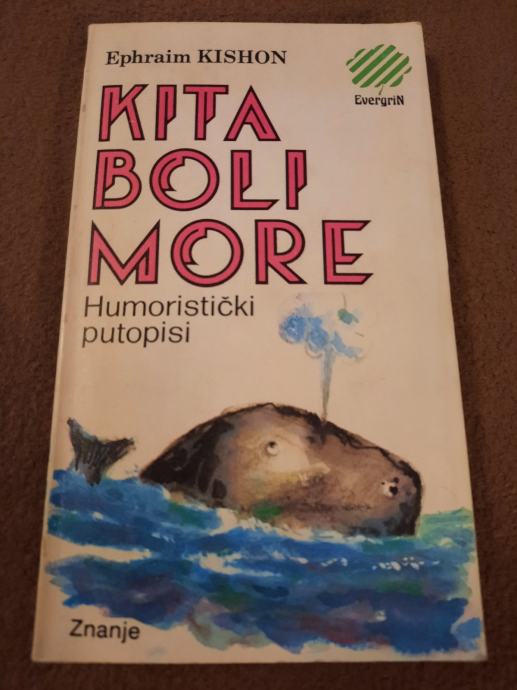 Ephraim KISHON
EvergriN
KITA
BOLI
MORE
Humoristički
putopisi
Znanje